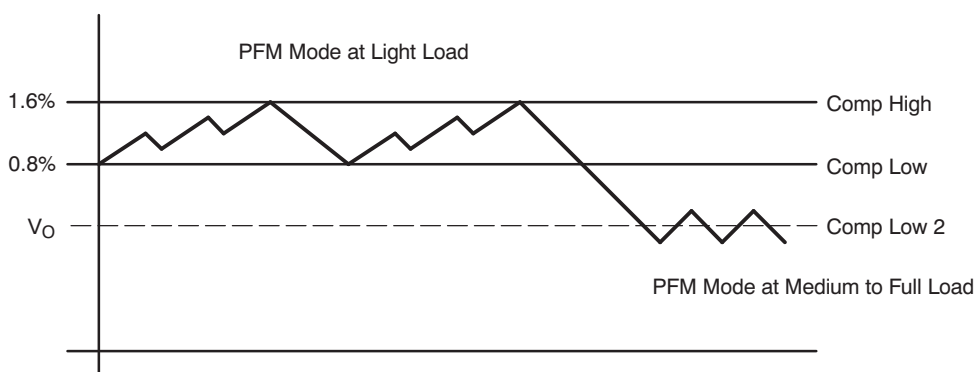 PFM Mode at Light Load
1.6%
Comp High
0.8%
Comp Low
VO
Comp Low 2
PFM Mode at Medium to Full Load